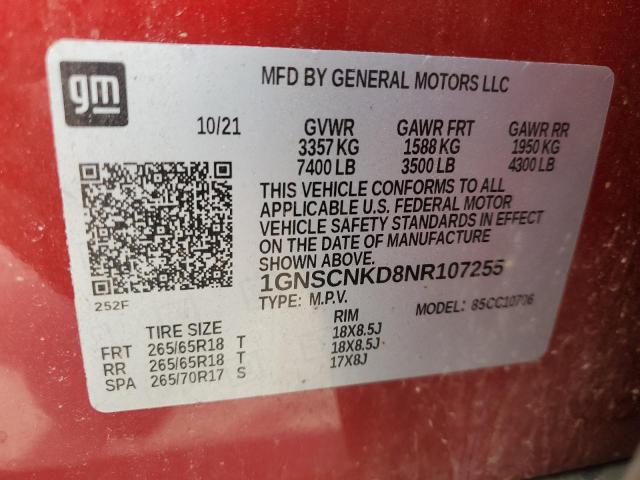 gm
MFD BY GENERAL MOTORS LLC
10/21 GVWR GAWR FRT GAWR RR
3357 KG 1588 KG 1950 KG
7400 LB 3500 LB 4300 LB
THIS VEHICLE CONFORMS TO ALL
APPLICABLE U.S. FEDERAL MOTOR
VEHICLE SAFETY STANDARDS IN EFFECT
ON THE DATE OF MANUFACTURE
SHOWN ABOVE.
1GNSCNKD8NR107255
252F
TYPE: M.P.V. MODEL: 85CC10706
TIRE SIZE RIM
FRT 265/65R18 T 18X8.5J
RR 265/65R18 T 18X8.5J
SPA 265/70R17 S 17X8J